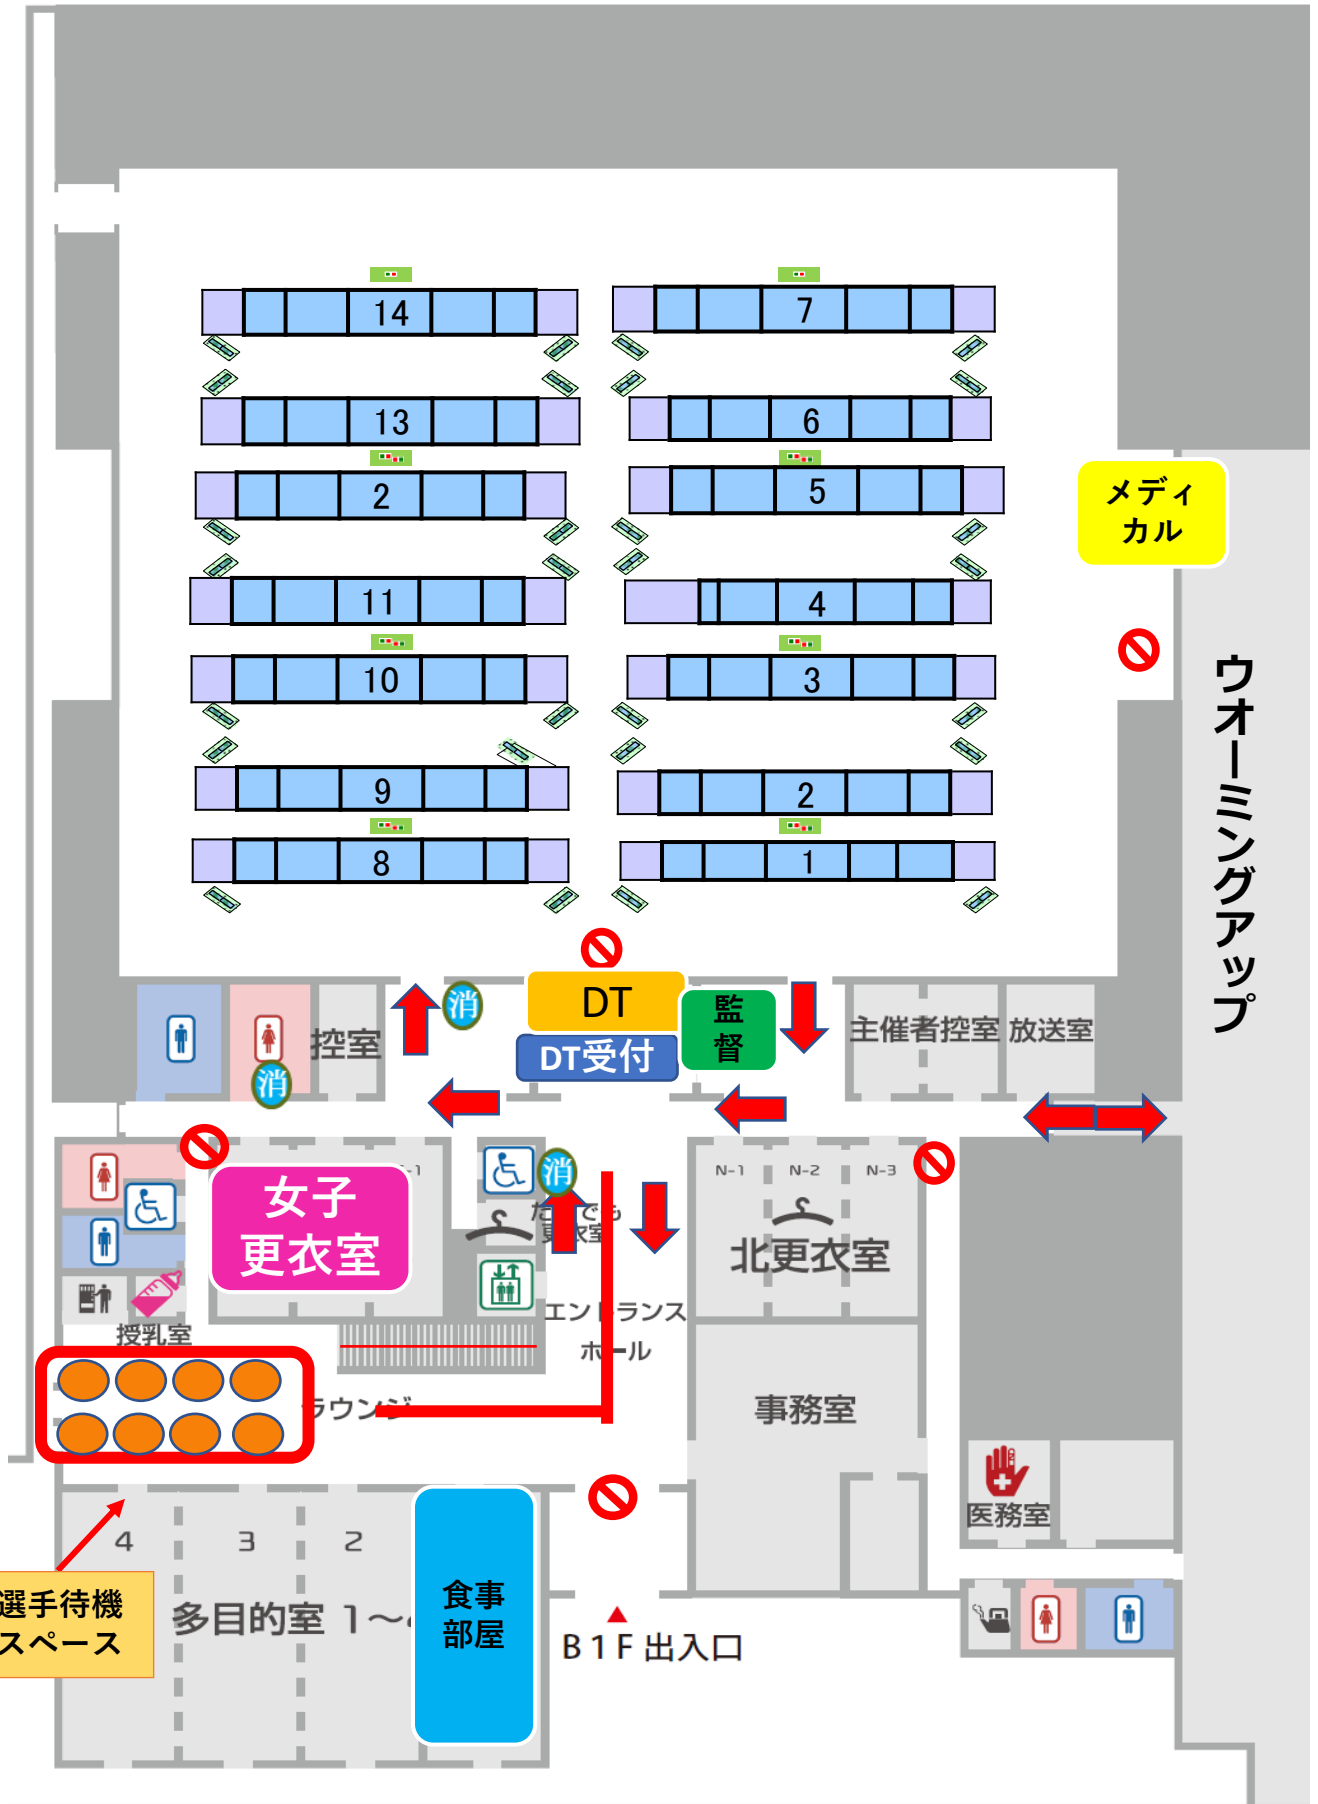 14
7
13
6
2
5
11
4
10
3
9
2
8
1
メディ
カル
ウオーミングアップ
控室
消
DT
DT受付
監
督
主催者控室
放送室
消
女子
更衣室
-1
消
更衣室
N-1
N-2
N-3
北更衣室
授乳室
エントランス
ホール
ラウンジ
事務室
医務室
4
3
2
多目的室 1～
食事
部屋
選手待機
スペース
B1F 出入口